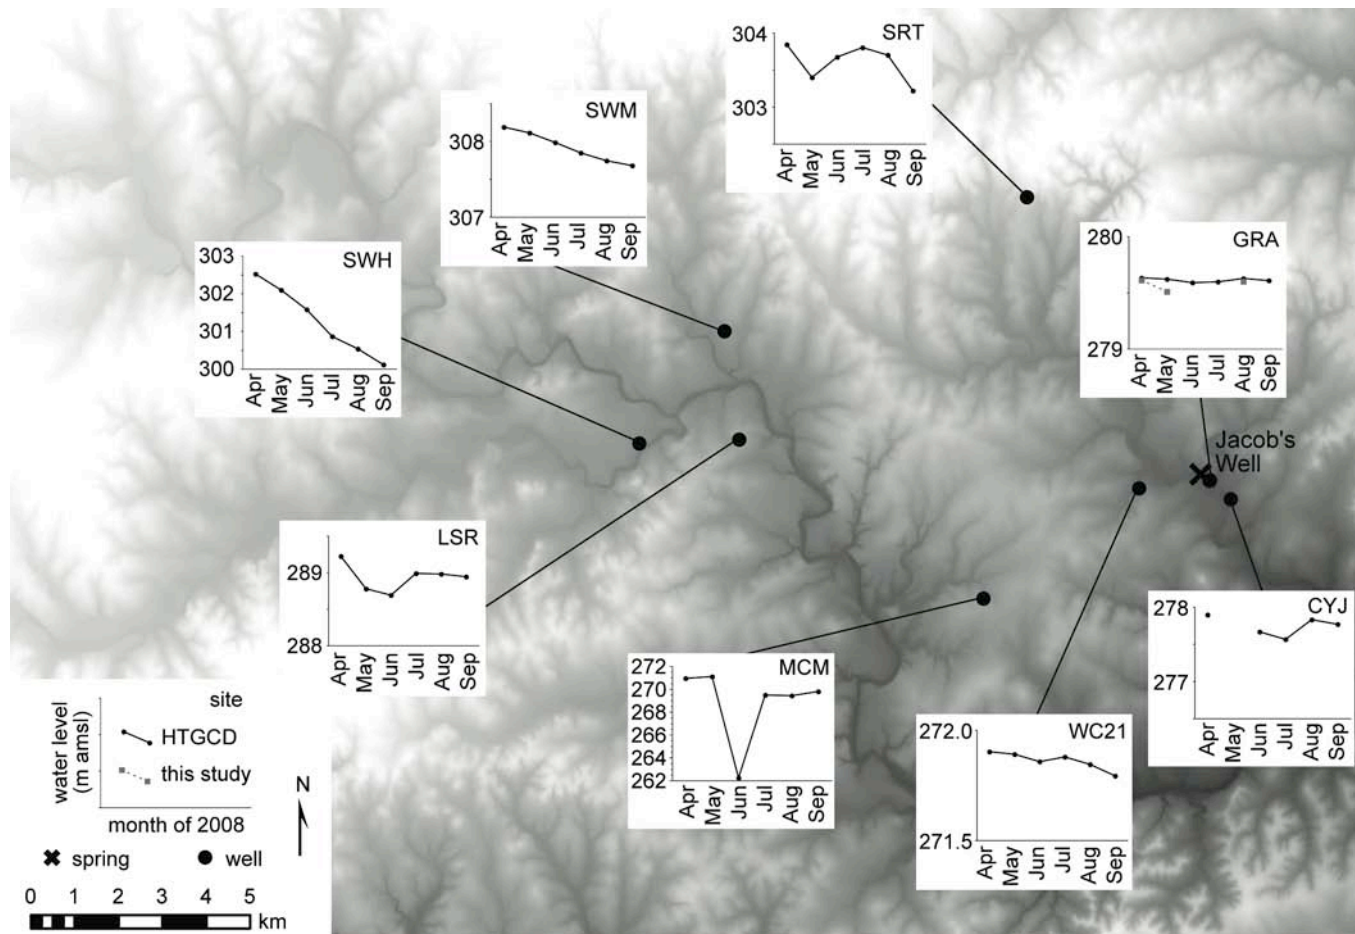 SRT
304
303
Apr
May
Jun
Jul
Aug
Sep
SWM
308
307
Apr
May
Jun
Jul
Aug
Sep
SWH
303
302
301
300
Apr
May
Jun
Jul
Aug
Sep
GRA
280
279
Apr
May
Jun
Jul
Aug
Sep
Jacob's
Well
LSR
289
288
Apr
May
Jun
Jul
Aug
Sep
MCM
272
270
268
266
264
262
Apr
May
Jun
Jul
Aug
Sep
WC21
272.0
271.5
Apr
May
Jun
Jul
Aug
Sep
CYJ
278
277
Apr
May
Jun
Jul
Aug
Sep
site
water level
(m amsl)
HTGCD
this study
month of 2008
N
spring
well
0 1 2 3 4 5
km